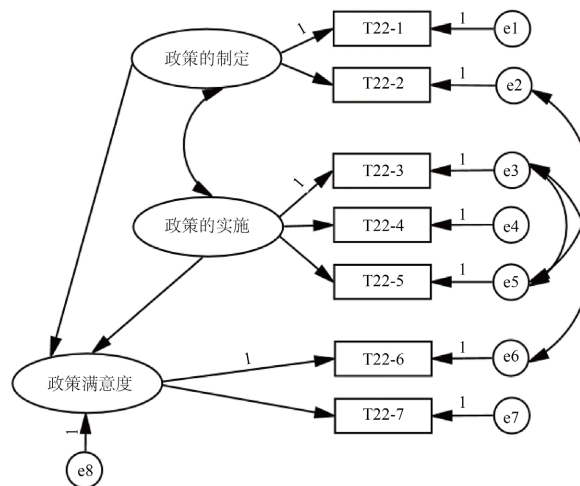 1 T22-1 1 e1
政策的制定
T22-2 1 e2
1 T22-3 1 e3
政策的实施
T22-4 1 e4
T22-5 1 e5
1 T22-6 1 e6
政策满意度
T22-7 1 e7
1
e8